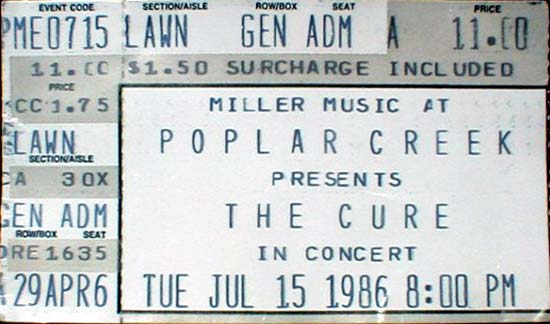 EVENT CODE SECTION/AISLE ROW/BOX SEAT PRICE
PME0715 LAWN GEN ADM A 11.00
11.00 $1.50 SURCHARGE INCLUDED
PRICE
CC 1.75
LAWN
SECTION/AISLE
CA 30X
GEN ADM
ROW/BOX SEAT
ORE1635
A 29APR6
MILLER MUSIC AT
POPLAR CREEK
PRESENTS
THE CURE
IN CONCERT
TUE JUL 15 1986 8:00 PM